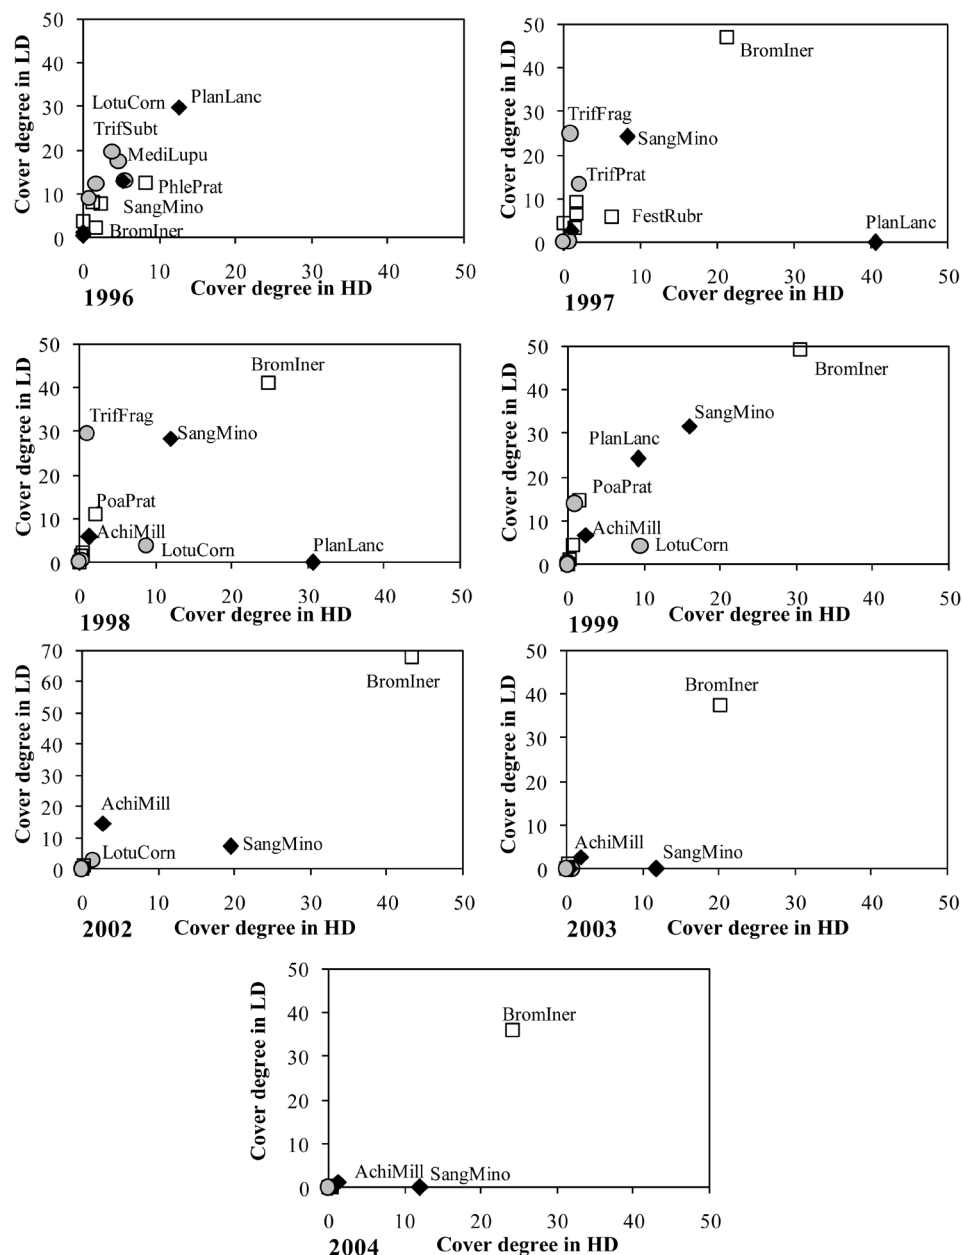 50
40
30
20
10
0
Cover degree in LD
LotuCorn
PlanLanc
TrifSubt
MediLupu
PhlePrat
SangMino
BromIner
0 10 20 30 40 50
Cover degree in HD
1996
50
40
30
20
10
0
Cover degree in LD
BromIner
TrifFrag
SangMino
TrifPrat
FestRubr
PlanLanc
0 10 20 30 40 50
Cover degree in HD
1997
50
40
30
20
10
0
Cover degree in LD
BromIner
TrifFrag
SangMino
PoaPrat
AchiMill
LotuCorn
PlanLanc
0 10 20 30 40 50
Cover degree in HD
1998
50
40
30
20
10
0
Cover degree in LD
BromIner
SangMino
PlanLanc
PoaPrat
AchiMill
LotuCorn
0 10 20 30 40 50
Cover degree in HD
1999
70
60
50
40
30
20
10
0
Cover degree in LD
BromIner
AchiMill
SangMino
LotuCorn
0 10 20 30 40 50
2002
Cover degree in HD
50
40
30
20
10
0
Cover degree in LD
BromIner
AchiMill
SangMino
0 10 20 30 40 50
2003
Cover degree in HD
50
40
30
20
10
0
Cover degree in LD
BromIner
AchiMill
SangMino
0 10 20 30 40 50
2004
Cover degree in HD